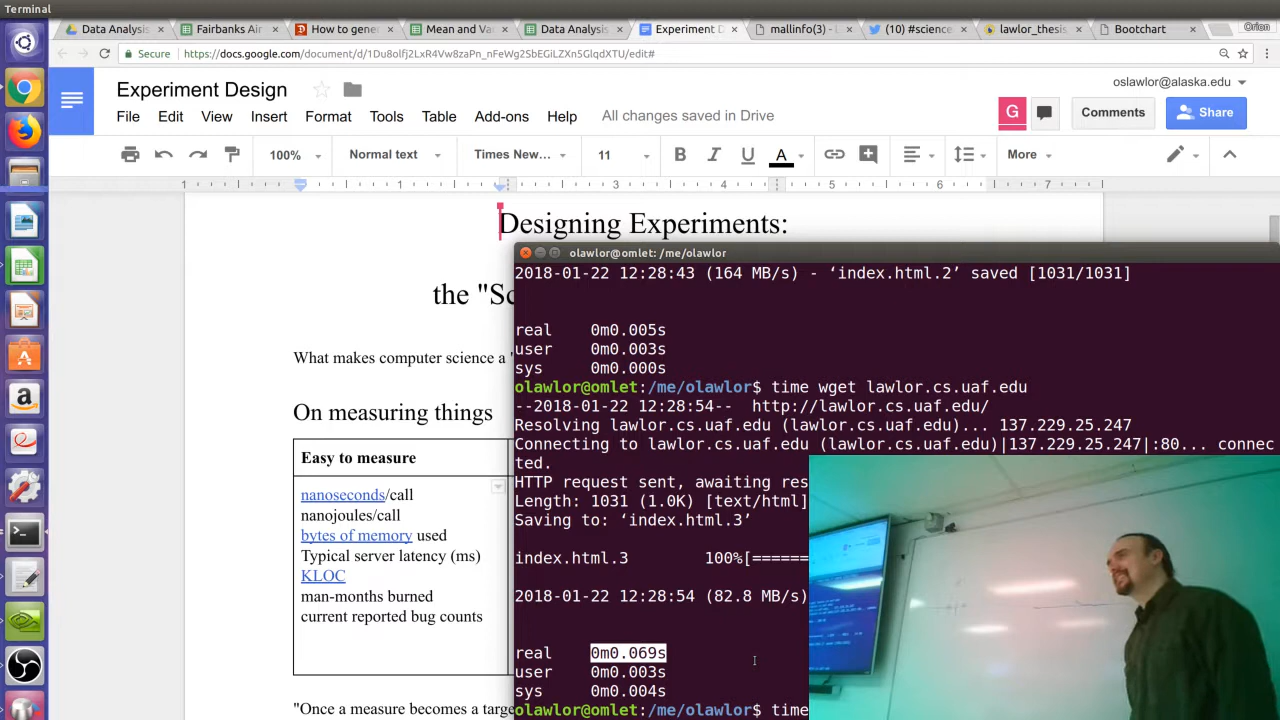 Terminal
Data Analysis
Fairbanks Air
How to gene
Mean and Va
Data Analysis
Experiment D
mallinfo(3) - L
(10) #science
lawlor_thesis
Bootchart
Orion
Secure https://docs.google.com/document/d/1Du8olfj2LxR4Vw8zaPn_nFeWg2SbEGiLZXn5GlqdXtU/edit#
Experiment Design
oslawlor@alaska.edu
File Edit View Insert Format Tools Table Add-ons Help All changes saved in Drive
G
Comments
Share
100% Normal text Times New... 11 B I U A More
1 1 2 3 4 5 6 7
Designing Experiments:
the "Sc
What makes computer science a "
On measuring things
Easy to measure
nanoseconds/call
nanojoules/call
bytes of memory used
Typical server latency (ms)
KLOC
man-months burned
current reported bug counts
"Once a measure becomes a targe
olawlor@omlet: /me/olawlor
2018-01-22 12:28:43 (164 MB/s) - ‘index.html.2’ saved [1031/1031]
real 0m0.005s
user 0m0.003s
sys 0m0.000s
olawlor@omlet:/me/olawlor$ time wget lawlor.cs.uaf.edu
--2018-01-22 12:28:54-- http://lawlor.cs.uaf.edu/
Resolving lawlor.cs.uaf.edu (lawlor.cs.uaf.edu)... 137.229.25.247
Connecting to lawlor.cs.uaf.edu (lawlor.cs.uaf.edu)|137.229.25.247|:80... connec
ted.
HTTP request sent, awaiting res
Length: 1031 (1.0K) [text/html]
Saving to: ‘index.html.3’
index.html.3 100%[======
2018-01-22 12:28:54 (82.8 MB/s)
real 0m0.069s
user 0m0.003s
sys 0m0.004s
olawlor@omlet:/me/olawlor$ time